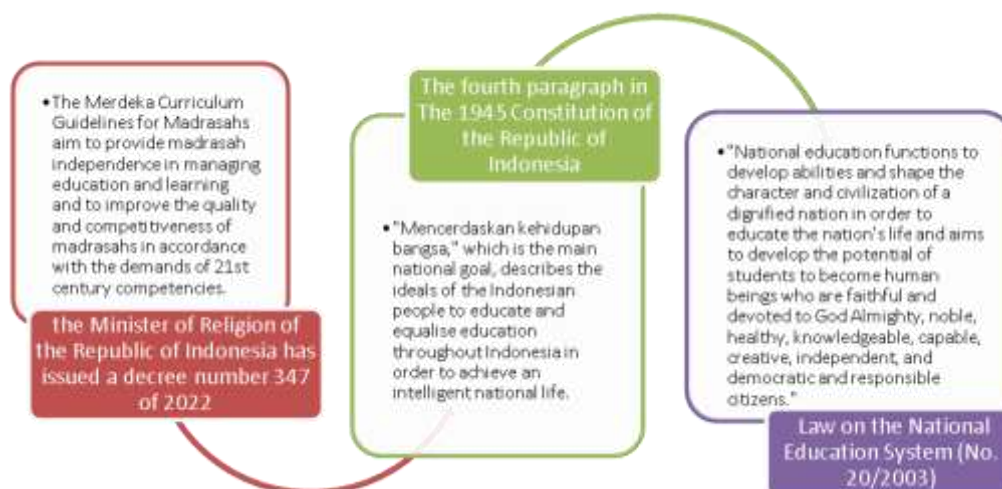 •The Merdeka Curriculum
Guidelines for Madrasahs
aim to provide madrasah
independence in managing
education and learning
and to improve the quality
and competitiveness of
madrasahs in accordance
with the demands of 21st
century competencies.
the Minister of Religion of
the Republic of Indonesia has
issued a decree number 347
of 2022
The fourth paragraph in
The 1945 Constitution of
the Republic of
Indonesia
•"Mencerdaskan kehidupan
bangsa," which is the main
national goal, describes the
ideals of the Indonesian
people to educate and
equalise education
throughout Indonesia in
order to achieve an
intelligent national life.
•"National education functions to
develop abilities and shape the
character and civilization of a
dignified nation in order to
educate the nation's life and aims
to develop the potential of
students to become human
beings who are faithful and
devoted to God Almighty, noble,
healthy, knowledgeable, capable,
creative, independent, and
democratic and responsible
citizens."
Law on the National
Education System (No.
20/2003)